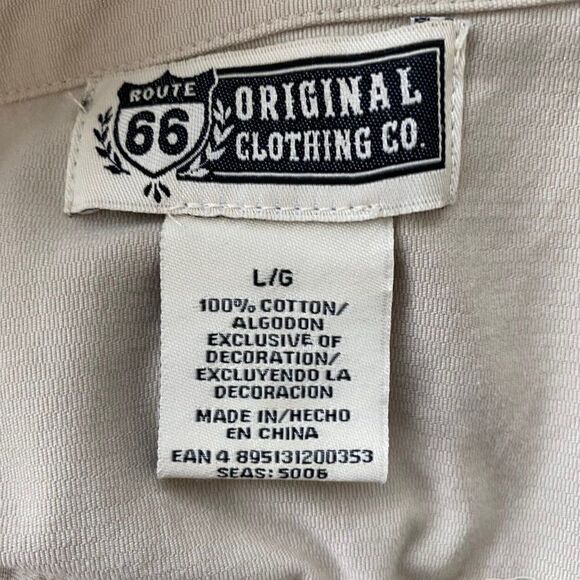 ROUTE
66
ORIGINAL
CLOTHING CO.
L/G
100% COTTON/
ALGODON
EXCLUSIVE OF
DECORATION/
EXCLUYENDO LA
DECORACION
MADE IN/HECHO
EN CHINA
EAN 4 895131200353
SEAS: 5006